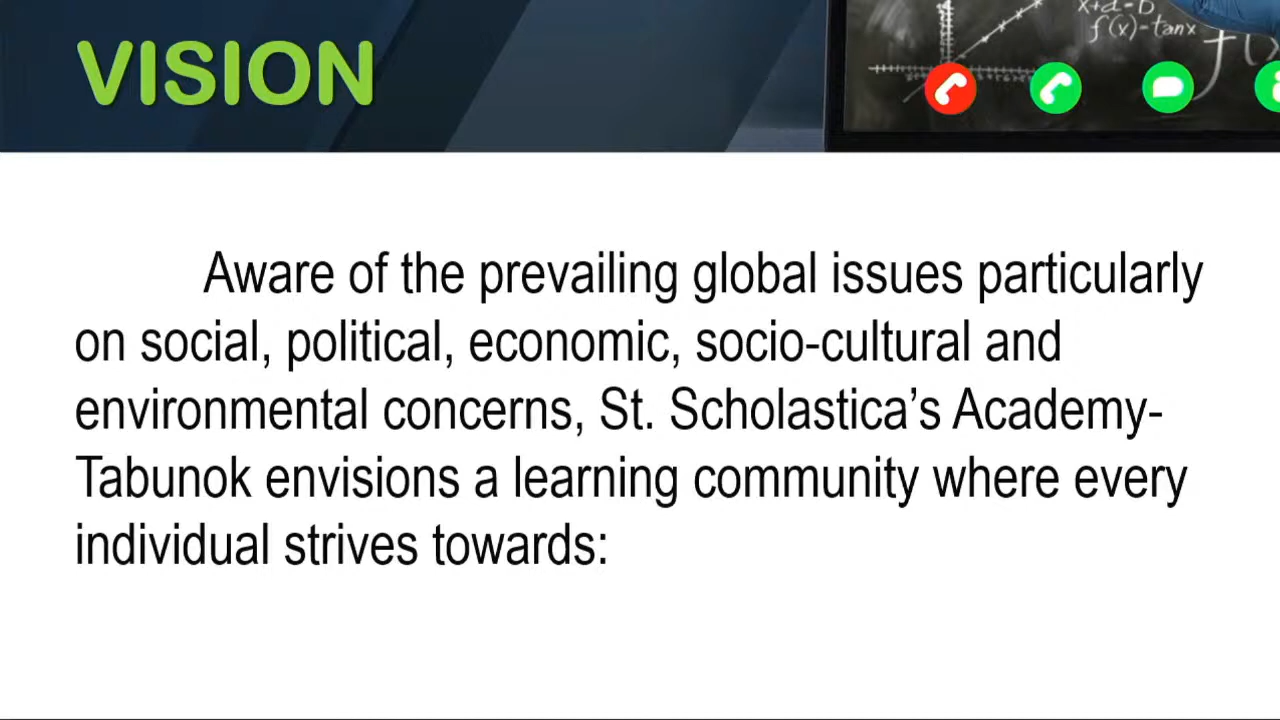 VISION
x+a=b
f(x)-tanx
Aware of the prevailing global issues particularly
on social, political, economic, socio-cultural and
environmental concerns, St. Scholastica’s Academy-
Tabunok envisions a learning community where every
individual strives towards: